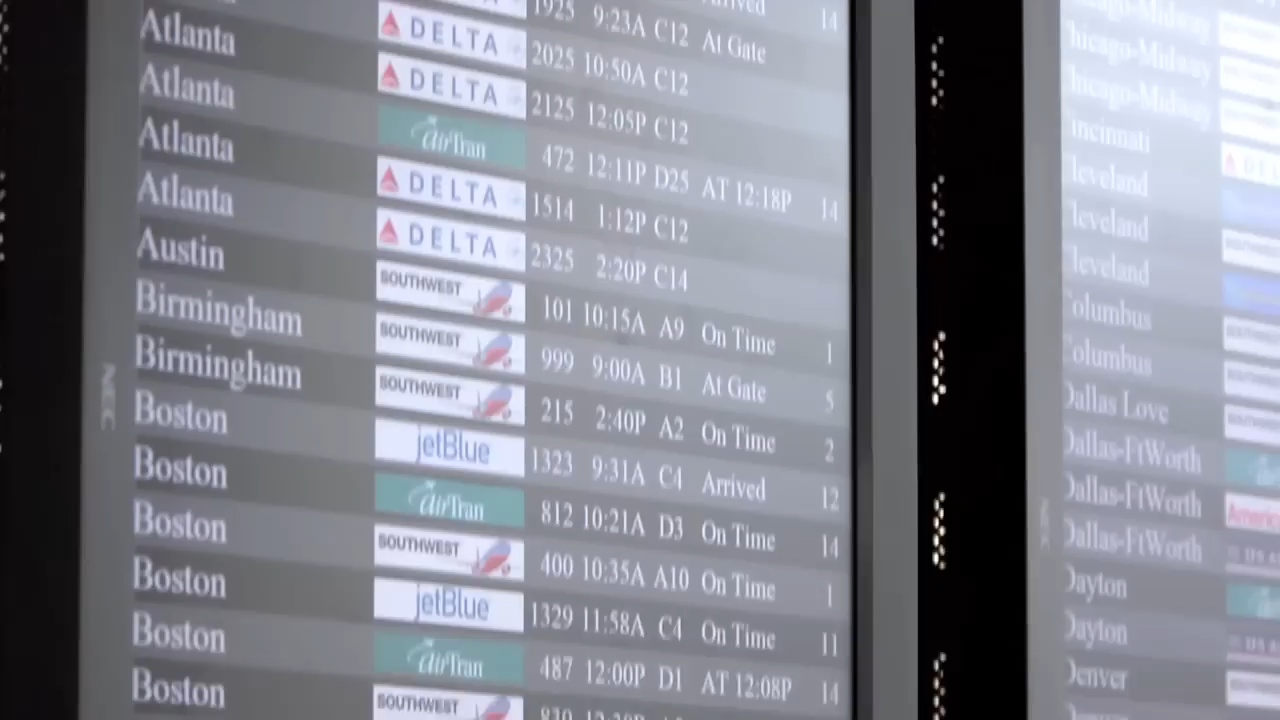 14
1925 9:23A C12 At Gate
DELTA 2025 10:50A C12
Atlanta DELTA 2125 12:05P C12
Atlanta airTran 472 12:11P D25 AT 12:18P 14
Atlanta DELTA 1514 1:12P C12
Atlanta DELTA 2325 2:20P C14
Austin SOUTHWEST 101 10:15A A9 On Time 1
Birmingham SOUTHWEST 999 9:00A B1 At Gate 5
Birmingham SOUTHWEST 215 2:40P A2 On Time 2
Boston jetBlue 1323 9:31A C4 Arrived 12
Boston airTran 812 10:21A D3 On Time 14
Boston SOUTHWEST 400 10:35A A10 On Time 1
Boston jetBlue 1329 11:58A C4 On Time 11
Boston airTran 487 12:00P D1 AT 12:08P 14
Boston SOUTHWEST
NEC
Chicago-Midway
Chicago-Midway
Cincinnati
Cleveland
Cleveland
Cleveland
Columbus
Columbus
Dallas Love
Dallas-FtWorth
Dallas-FtWorth
Dallas-FtWorth
Dayton
Dayton
Denver